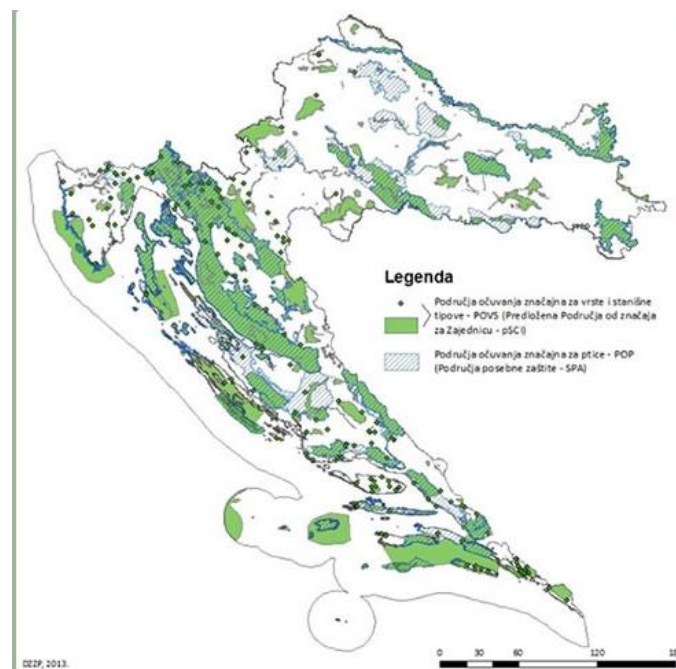 Legenda
Područja očuvanja značajna za vrste i stanišne
tipove - POVS (Predložena Područja od značaja
za Zajednicu - pSCI)
Područja očuvanja značajna za ptice - POP
(Područja posebne zaštite - SPA)
DZZP, 2013.
0 30 60 120 18